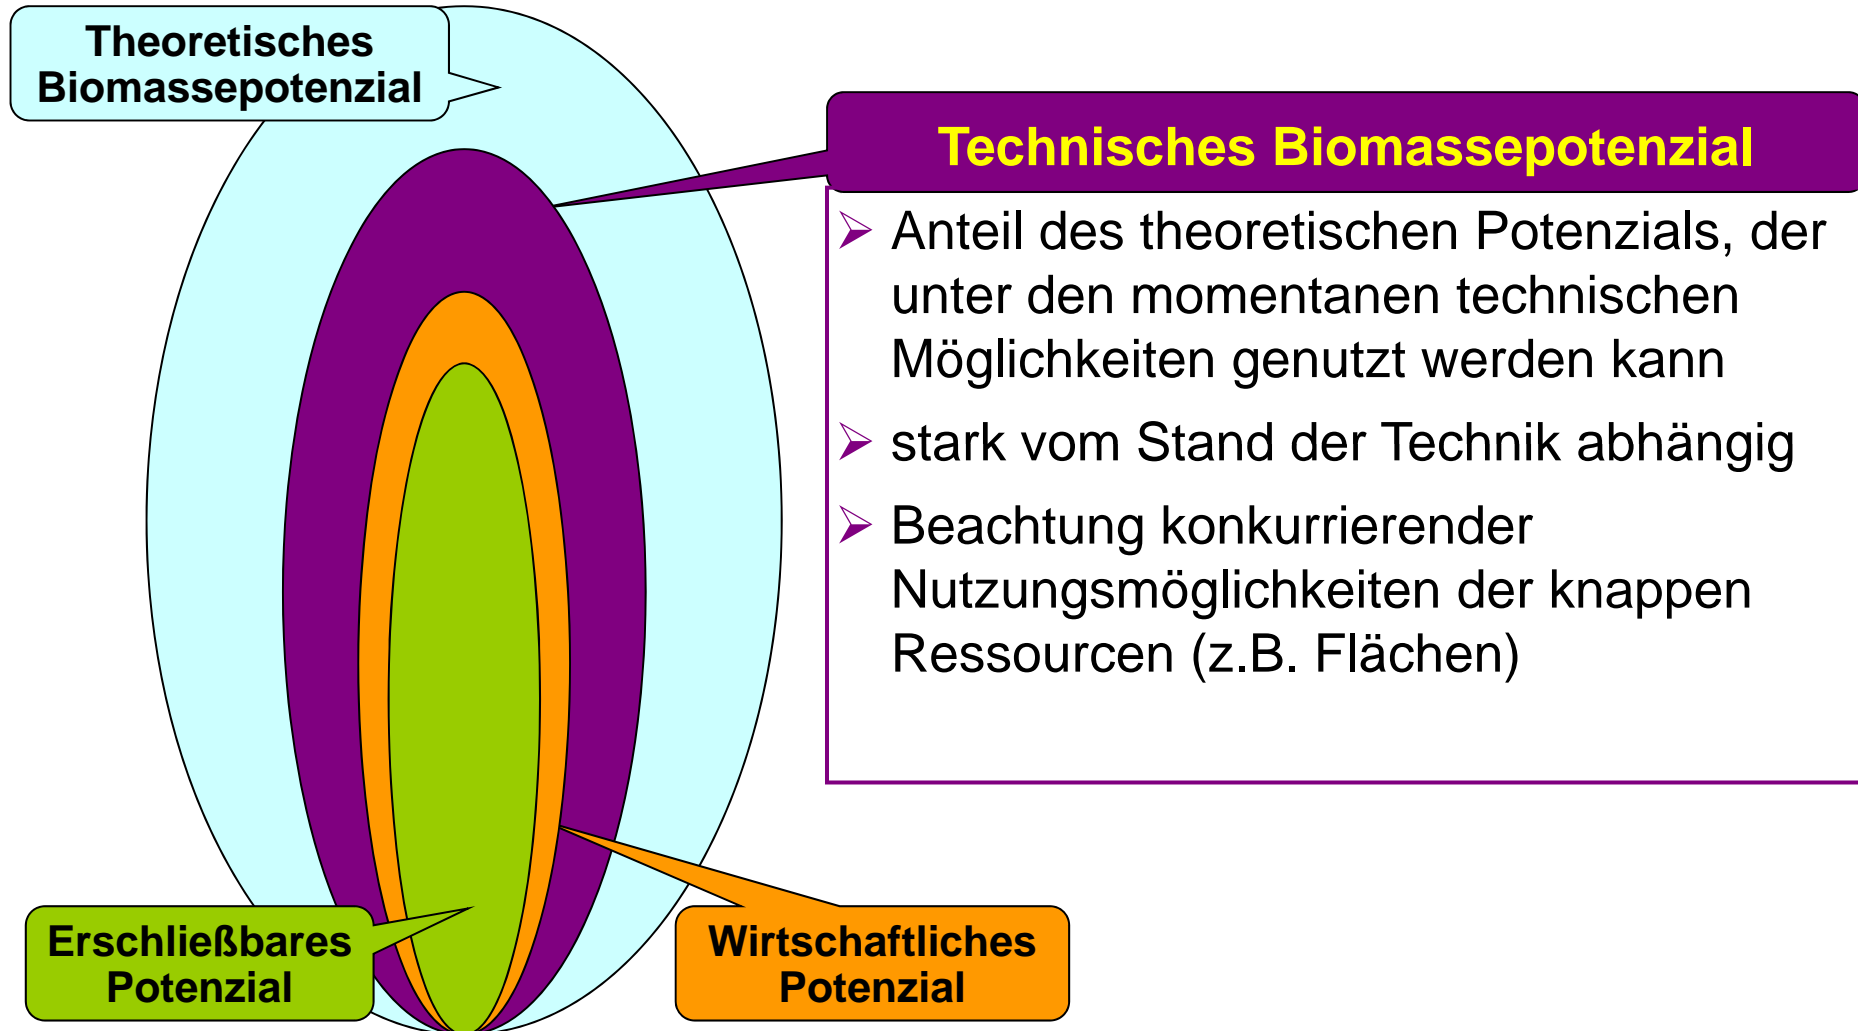 Theoretisches
Biomassepotenzial
Technisches Biomassepotenzial
Anteil des theoretischen Potenzials, der
unter den momentanen technischen
Möglichkeiten genutzt werden kann
stark vom Stand der Technik abhängig
Beachtung konkurrierender
Nutzungsmöglichkeiten der knappen
Ressourcen (z.B. Flächen)
Erschließbares
Potenzial
Wirtschaftliches
Potenzial